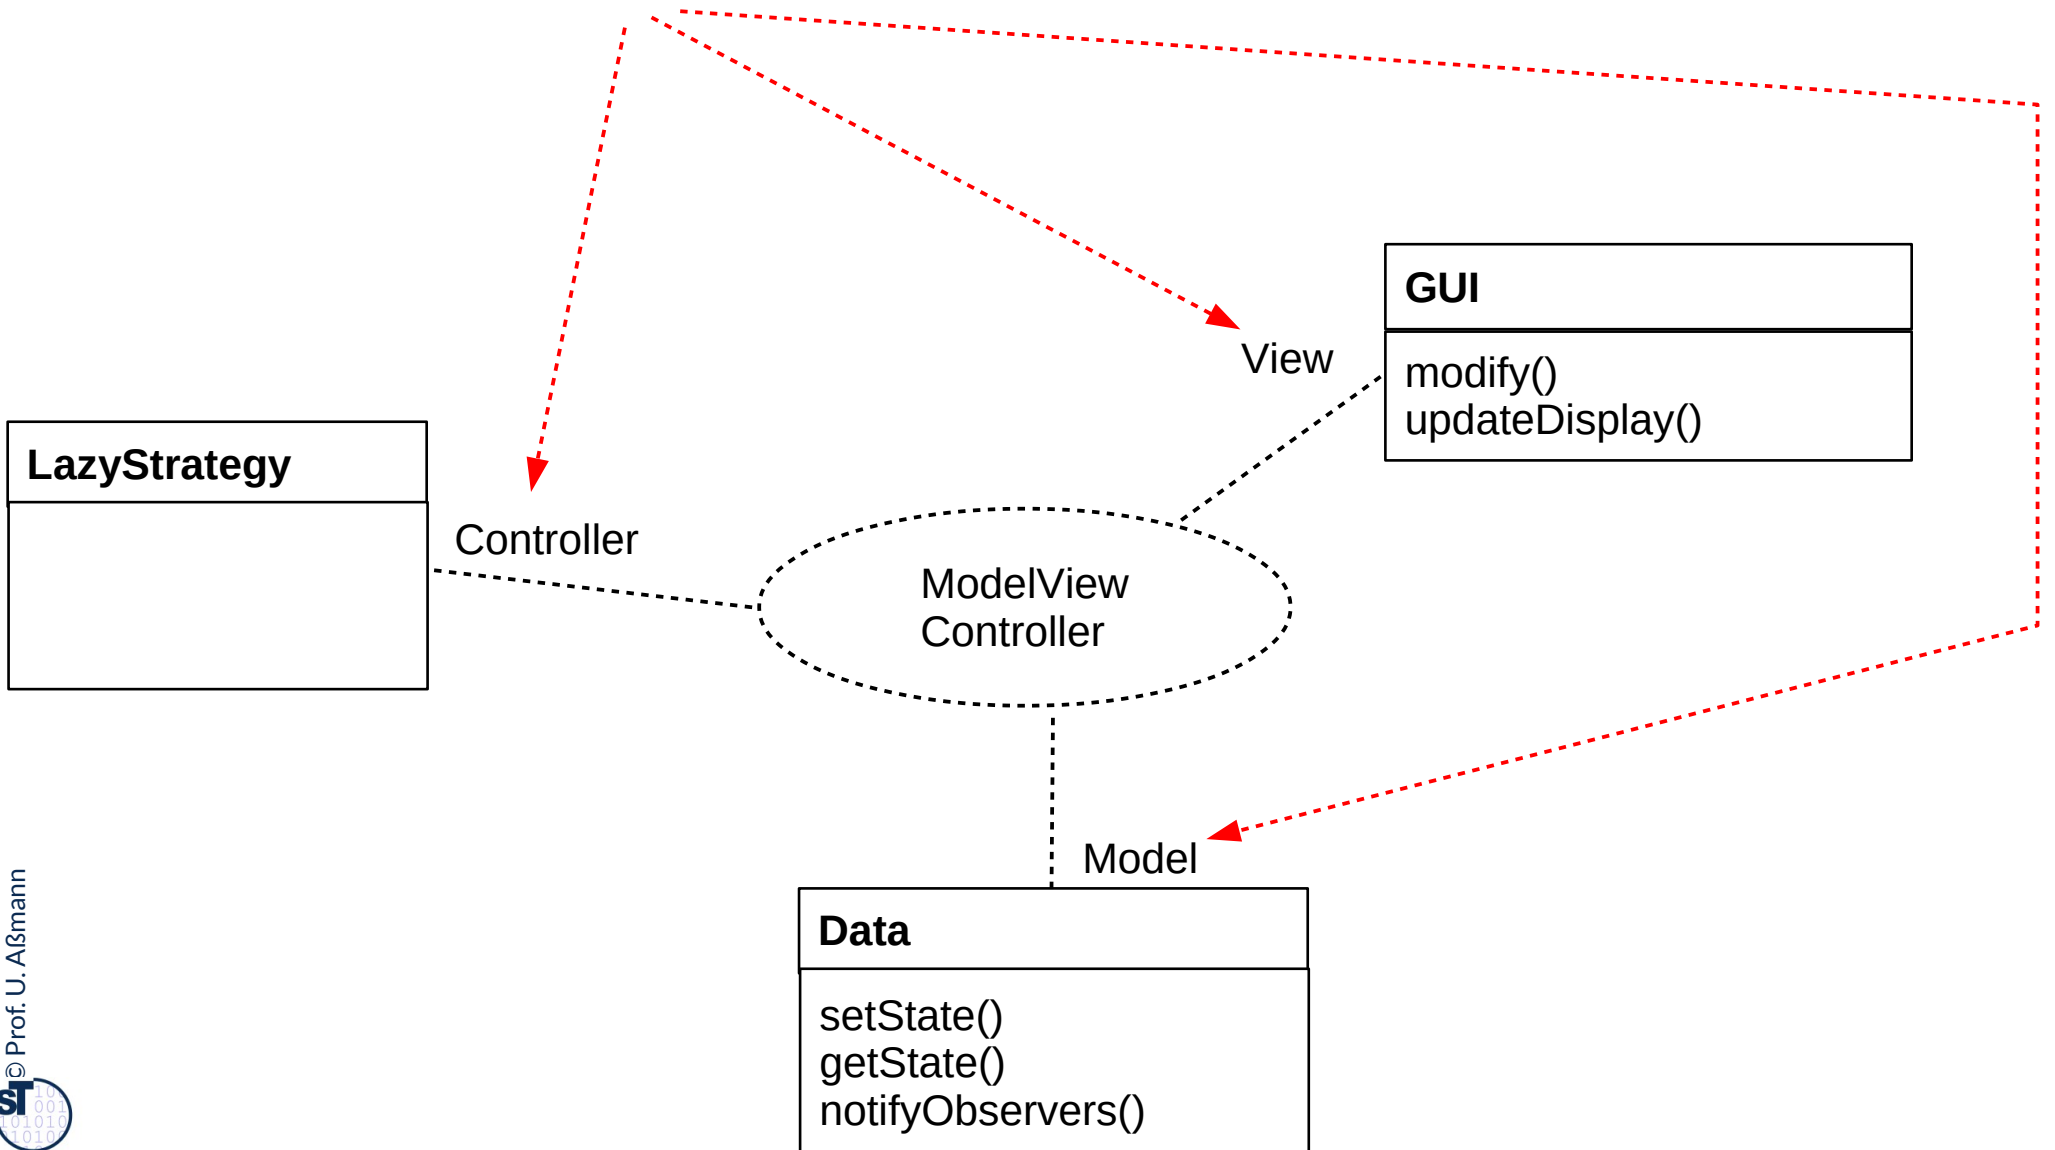 GUI
View
modify()
updateDisplay()
LazyStrategy
Controller
ModelView
Controller
Model
Data
setState()
getState()
notifyObservers()
© Prof. U. Aßmann
ST